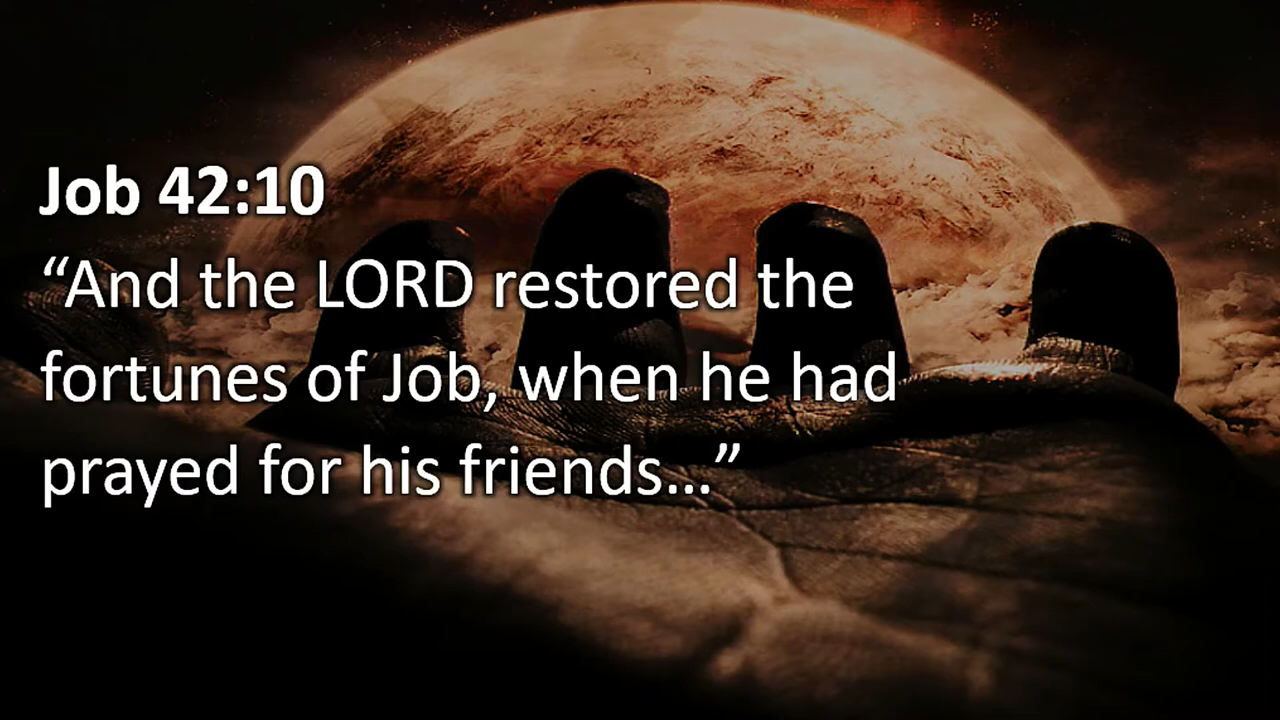 Job 42:10
“And the LORD restored the
fortunes of Job, when he had
prayed for his friends...”